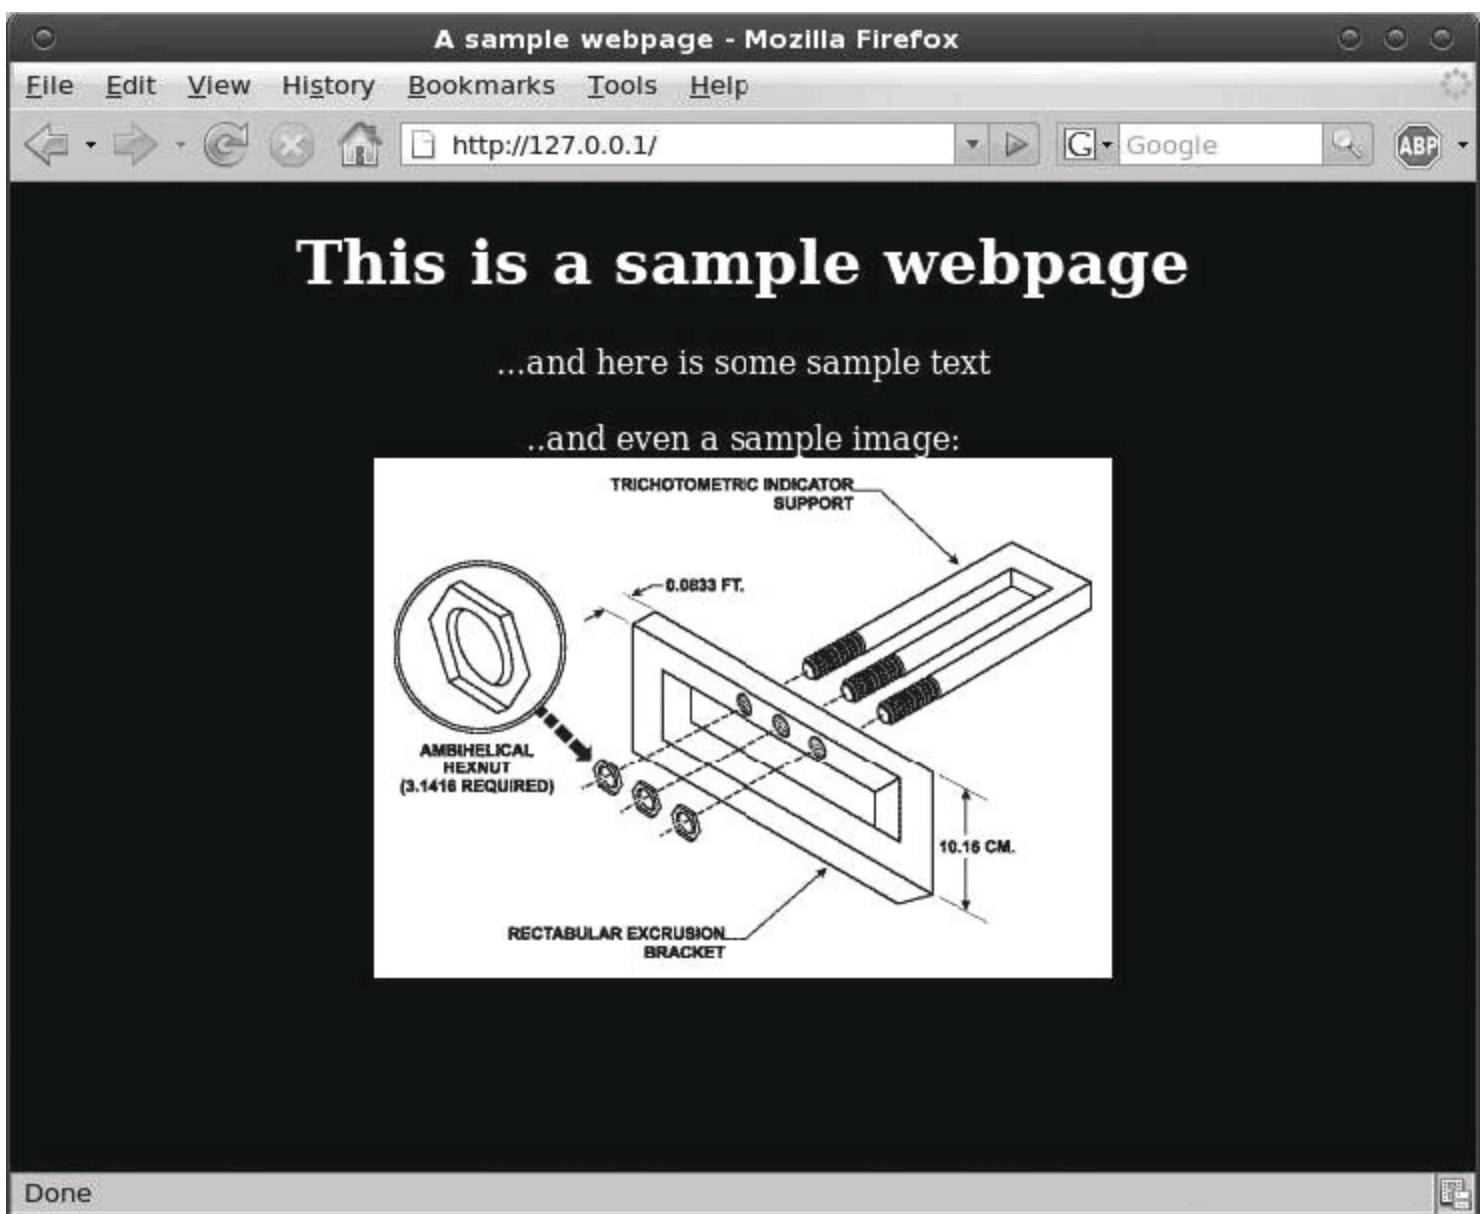 A sample webpage - Mozilla Firefox
File Edit View History Bookmarks Tools Help
http://127.0.0.1/ G Google ABP
This is a sample webpage
...and here is some sample text
..and even a sample image:
TRICHOTOMETRIC INDICATOR
SUPPORT
0.0833 FT.
AMBIHELICAL
HEXNUT
(3.1416 REQUIRED)
10.16 CM.
RECTABULAR EXCRUSION
BRACKET
Done